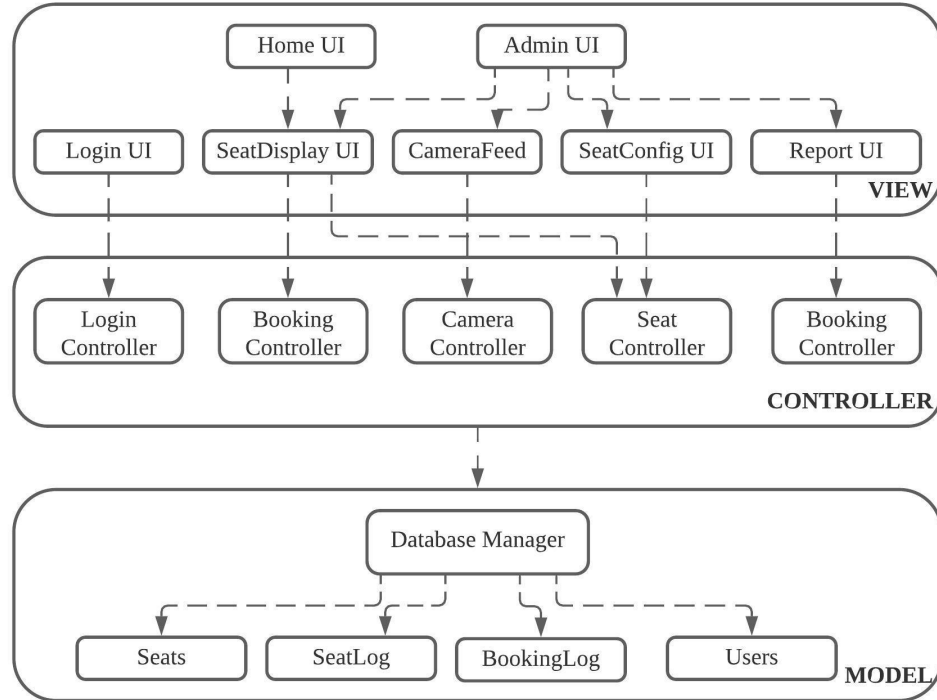 Home UI
Admin UI
Login UI
SeatDisplay UI
CameraFeed
SeatConfig UI
Report UI
VIEW
Login
Controller
Booking
Controller
Camera
Controller
Seat
Controller
Booking
Controller
CONTROLLER
Database Manager
Seats
SeatLog
BookingLog
Users
MODEL